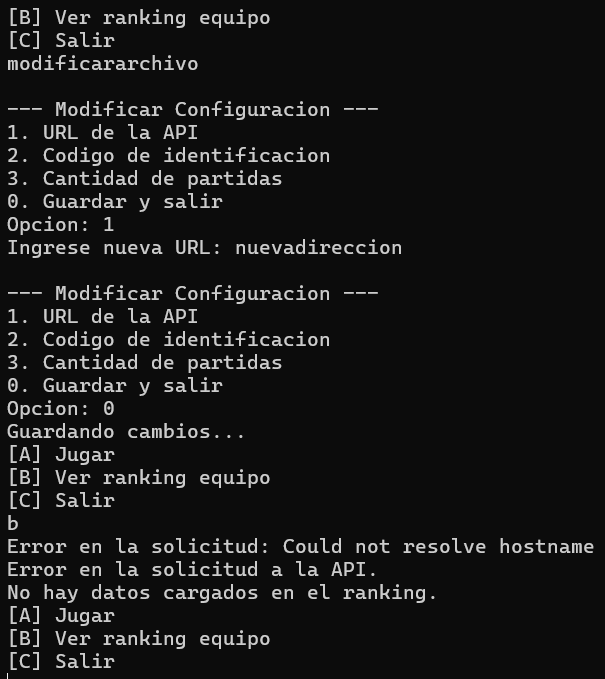 [B] Ver ranking equipo
[C] Salir
modificararchivo
--- Modificar Configuracion ---
1. URL de la API
2. Codigo de identificacion
3. Cantidad de partidas
0. Guardar y salir
Opcion: 1
Ingrese nueva URL: nuevadireccion
--- Modificar Configuracion ---
1. URL de la API
2. Codigo de identificacion
3. Cantidad de partidas
0. Guardar y salir
Opcion: 0
Guardando cambios...
[A] Jugar
[B] Ver ranking equipo
[C] Salir
b
Error en la solicitud: Could not resolve hostname
Error en la solicitud a la API.
No hay datos cargados en el ranking.
[A] Jugar
[B] Ver ranking equipo
[C] Salir